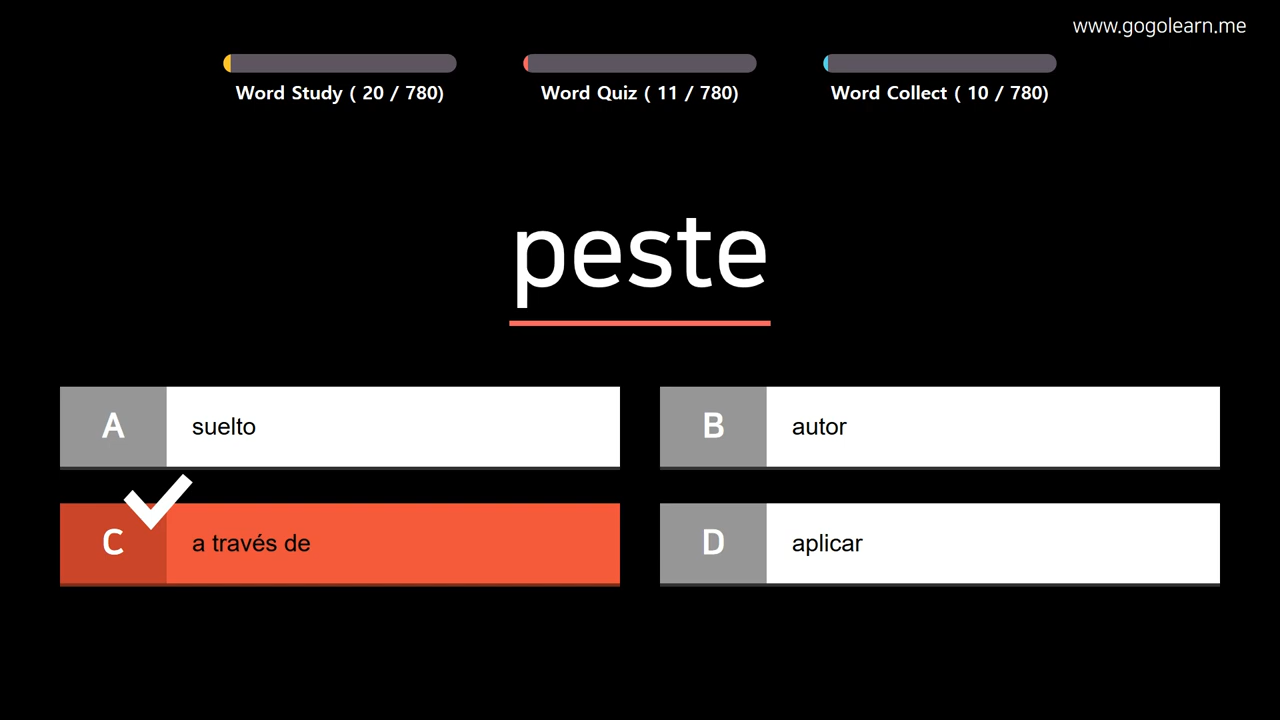 www.gogolearn.me
Word Study ( 20 / 780)
Word Quiz ( 11 / 780)
Word Collect ( 10 / 780)
peste
A suelto
B autor
C a través de
D aplicar